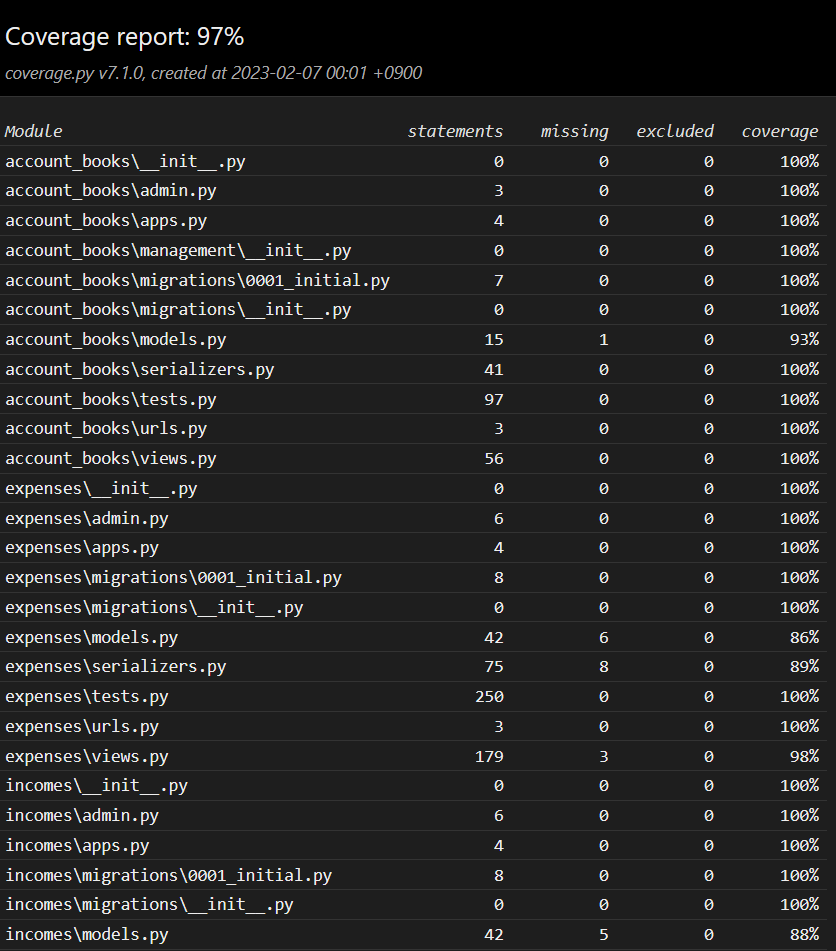 Coverage report: 97%
coverage.py v7.1.0, created at 2023-02-07 00:01 +0900
Module statements missing excluded coverage
account_books\__init__.py 0 0 0 100%
account_books\admin.py 3 0 0 100%
account_books\apps.py 4 0 0 100%
account_books\management\__init__.py 0 0 0 100%
account_books\migrations\0001_initial.py 7 0 0 100%
account_books\migrations\__init__.py 0 0 0 100%
account_books\models.py 15 1 0 93%
account_books\serializers.py 41 0 0 100%
account_books\tests.py 97 0 0 100%
account_books\urls.py 3 0 0 100%
account_books\views.py 56 0 0 100%
expenses\__init__.py 0 0 0 100%
expenses\admin.py 6 0 0 100%
expenses\apps.py 4 0 0 100%
expenses\migrations\0001_initial.py 8 0 0 100%
expenses\migrations\__init__.py 0 0 0 100%
expenses\models.py 42 6 0 86%
expenses\serializers.py 75 8 0 89%
expenses\tests.py 250 0 0 100%
expenses\urls.py 3 0 0 100%
expenses\views.py 179 3 0 98%
incomes\__init__.py 0 0 0 100%
incomes\admin.py 6 0 0 100%
incomes\apps.py 4 0 0 100%
incomes\migrations\0001_initial.py 8 0 0 100%
incomes\migrations\__init__.py 0 0 0 100%
incomes\models.py 42 5 0 88%